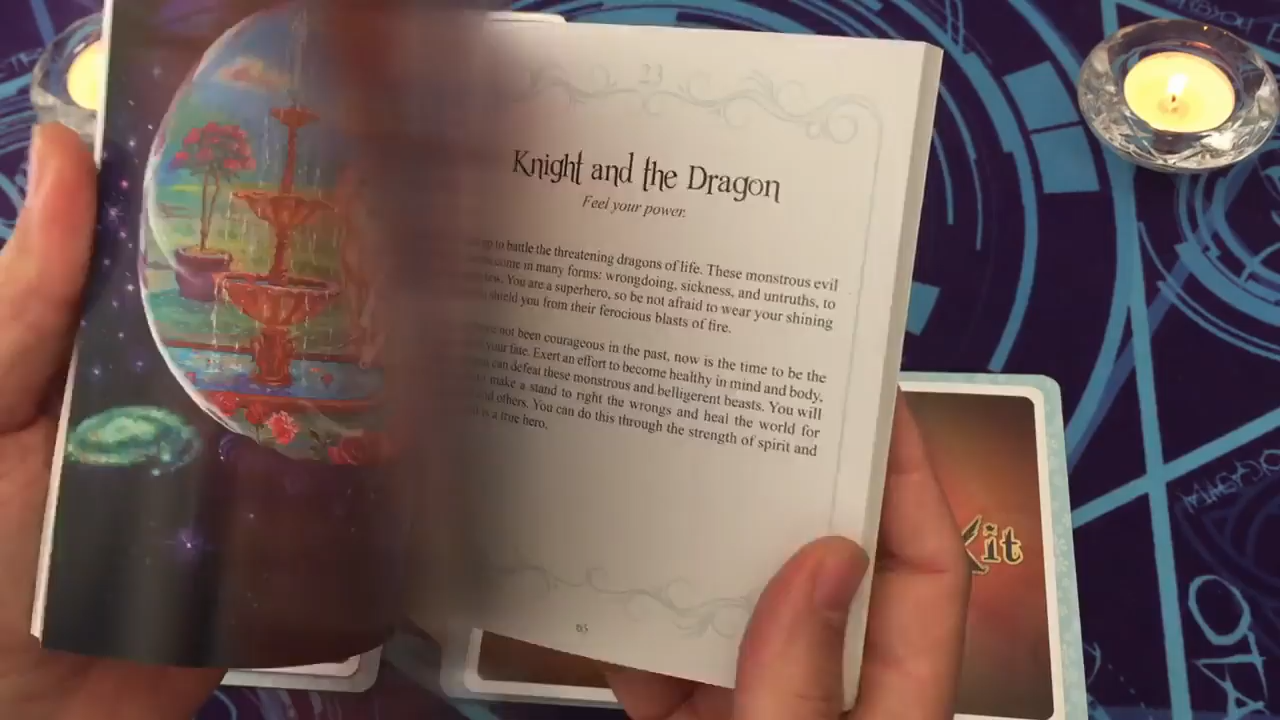 23
Knight and the Dragon
Feel your power.
to battle the threatening dragons of life. These monstrous evil
come in many forms: wrongdoing, sickness, and untruths, to
You are a superhero, so be not afraid to wear your shining
shield you from their ferocious blasts of fire.
not been courageous in the past, now is the time to be the
your fate. Exert an effort to become healthy in mind and body.
can defeat these monstrous and belligerent beasts. You will
make a stand to right the wrongs and heal the world for
others. You can do this through the strength of spirit and
is a true hero.
65
Kit